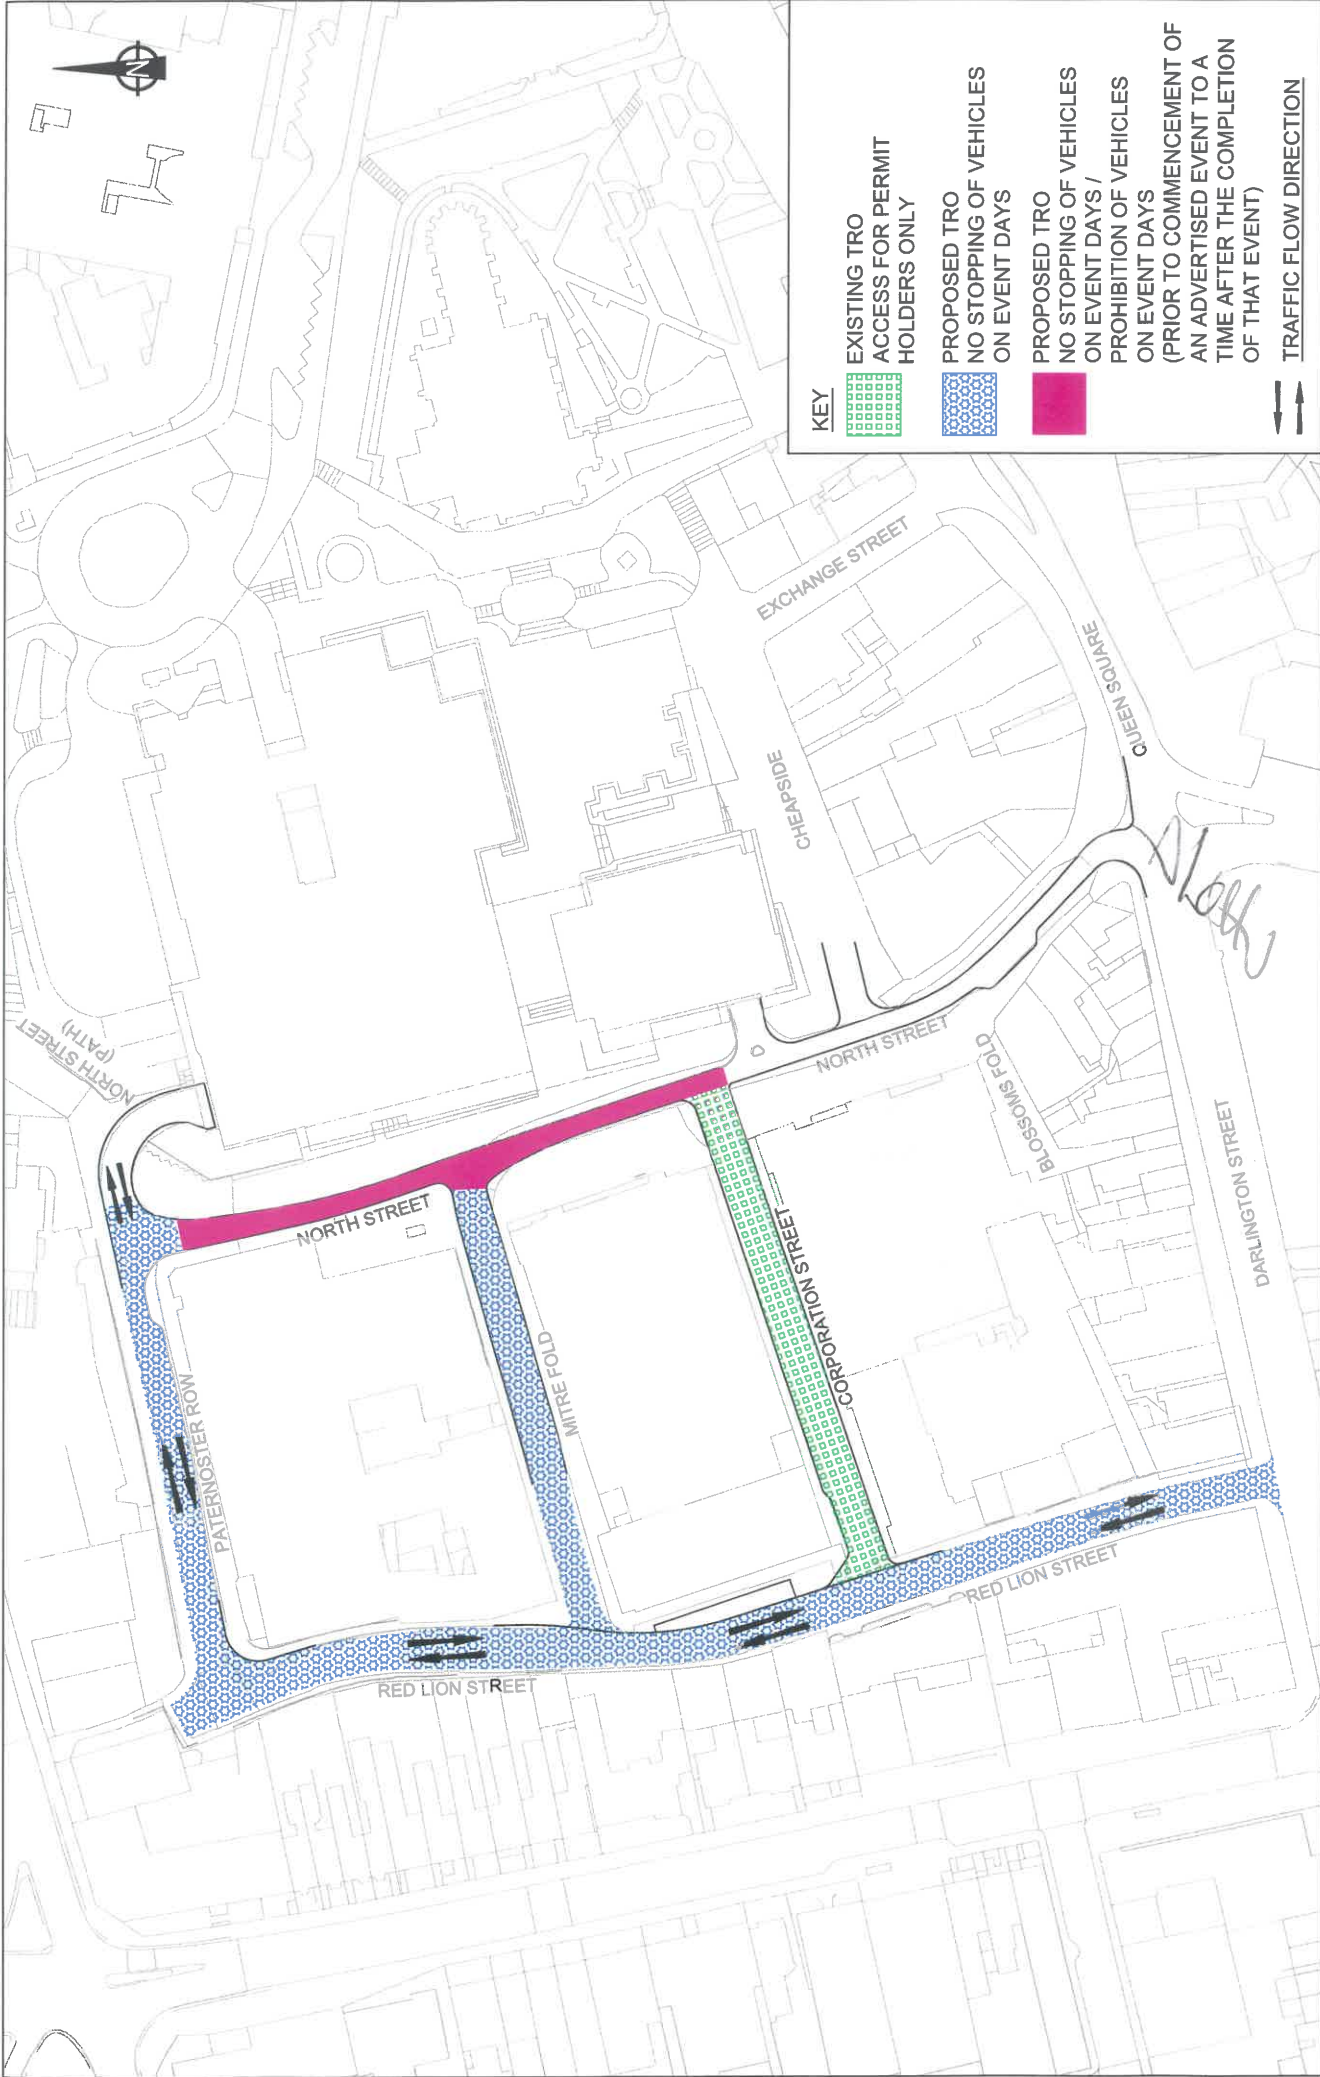 N
NORTH STREET
(PATH)
NORTH STREET
PATERNOSTER ROW
MITRE FOLD
RED LION STREET
CORPORATION STREET
RED LION STREET
NORTH STREET
CHEAPSIDE
EXCHANGE STREET
QUEEN SQUARE
BLOSSOMS FOLD
DARLINGTON STREET
KEY
EXISTING TRO
ACCESS FOR PERMIT
HOLDERS ONLY
PROPOSED TRO
NO STOPPING OF VEHICLES
ON EVENT DAYS
PROPOSED TRO
NO STOPPING OF VEHICLES
ON EVENT DAYS /
PROHIBITION OF VEHICLES
ON EVENT DAYS
(PRIOR TO COMMENCEMENT OF
AN ADVERTISED EVENT TO A
TIME AFTER THE COMPLETION
OF THAT EVENT)
TRAFFIC FLOW DIRECTION